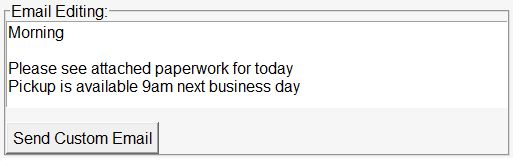 Email Editing:
Morning

Please see attached paperwork for today
Pickup is available 9am next business day
Send Custom Email